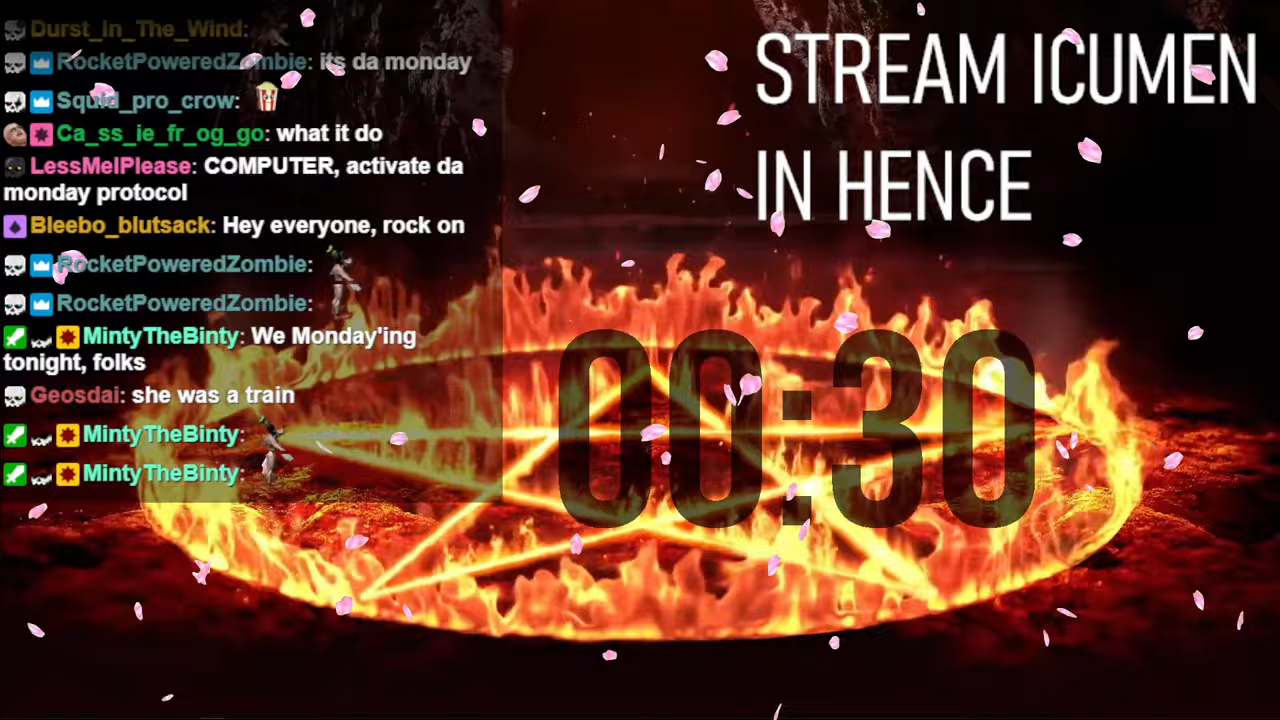 Durst_In_The_Wind:
RocketPoweredZombie: its da monday
Squid_pro_crow:
Ca_ss_ie_fr_og_go: what it do
LessMelPlease: COMPUTER, activate da
monday protocol
Bleebo_blutsack: Hey everyone, rock on
RocketPoweredZombie:
RocketPoweredZombie:
MintyTheBinty: We Monday'ing
tonight, folks
Geosdai: she was a train
MintyTheBinty:
MintyTheBinty:
STREAM ICUMEN
IN HENCE
00:30